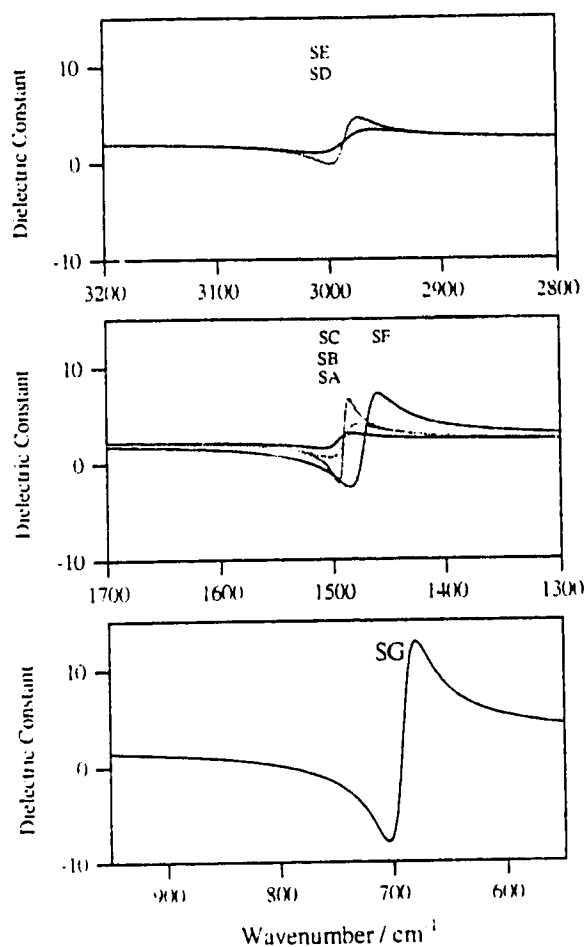 Dielectric Constant
10
0
-10
SE
SD
3200 3100 3000 2900 2800
Dielectric Constant
10
0
-10
SC SF
SB
SA
1700 1600 1500 1400 1300
Dielectric Constant
10
0
-10
SG
900 800 700 600
Wavenumber / cm⁻¹